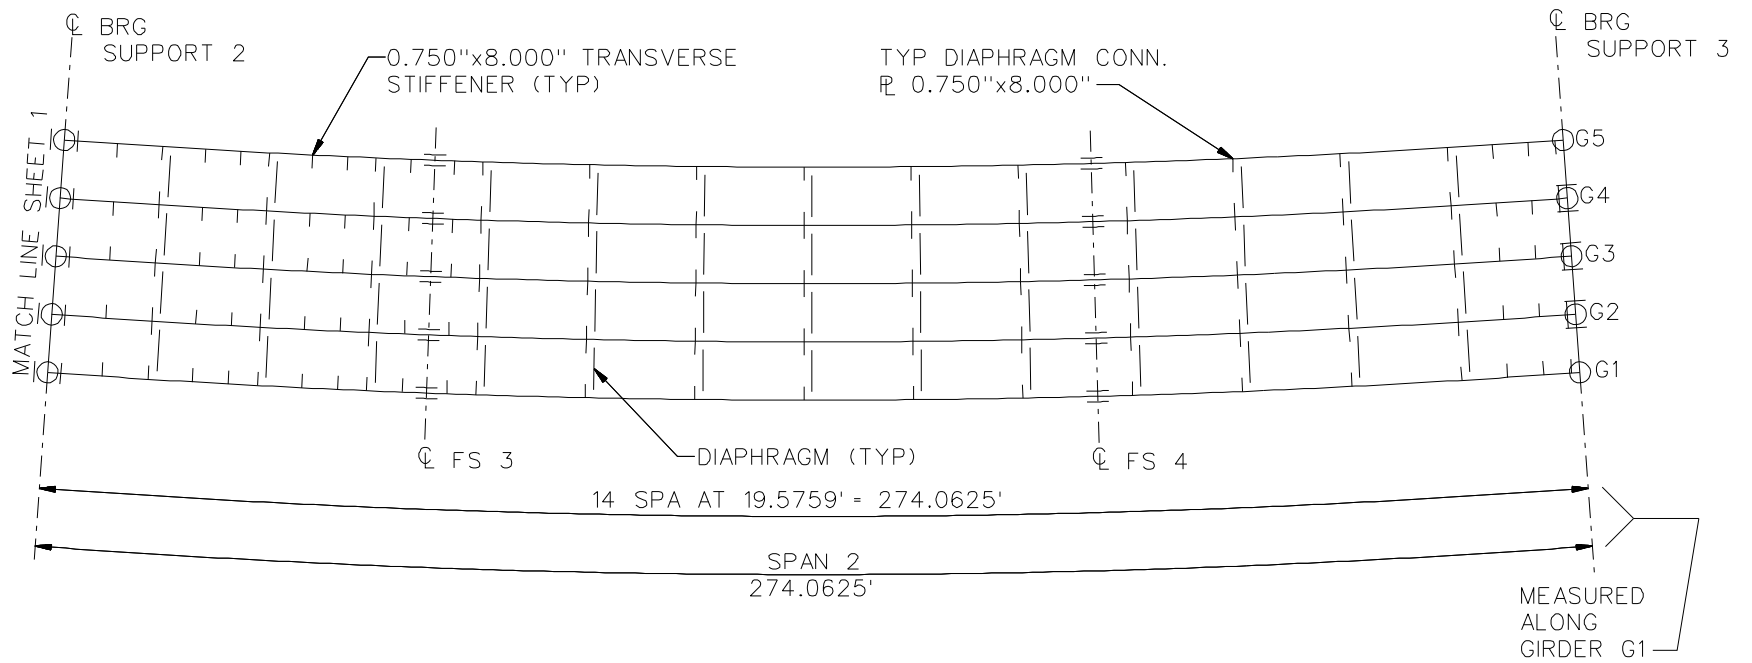 ℄ BRG
SUPPORT 2
0.750"x8.000" TRANSVERSE
STIFFENER (TYP)
TYP DIAPHRAGM CONN.
℄ BRG
SUPPORT 3
PL 0.750"x8.000"
MATCH LINE SHEET 1
G5
G4
G3
G2
G1
℄ FS 3
DIAPHRAGM (TYP)
℄ FS 4
14 SPA AT 19.5759' = 274.0625'
SPAN 2
274.0625'
MEASURED
ALONG
GIRDER G1